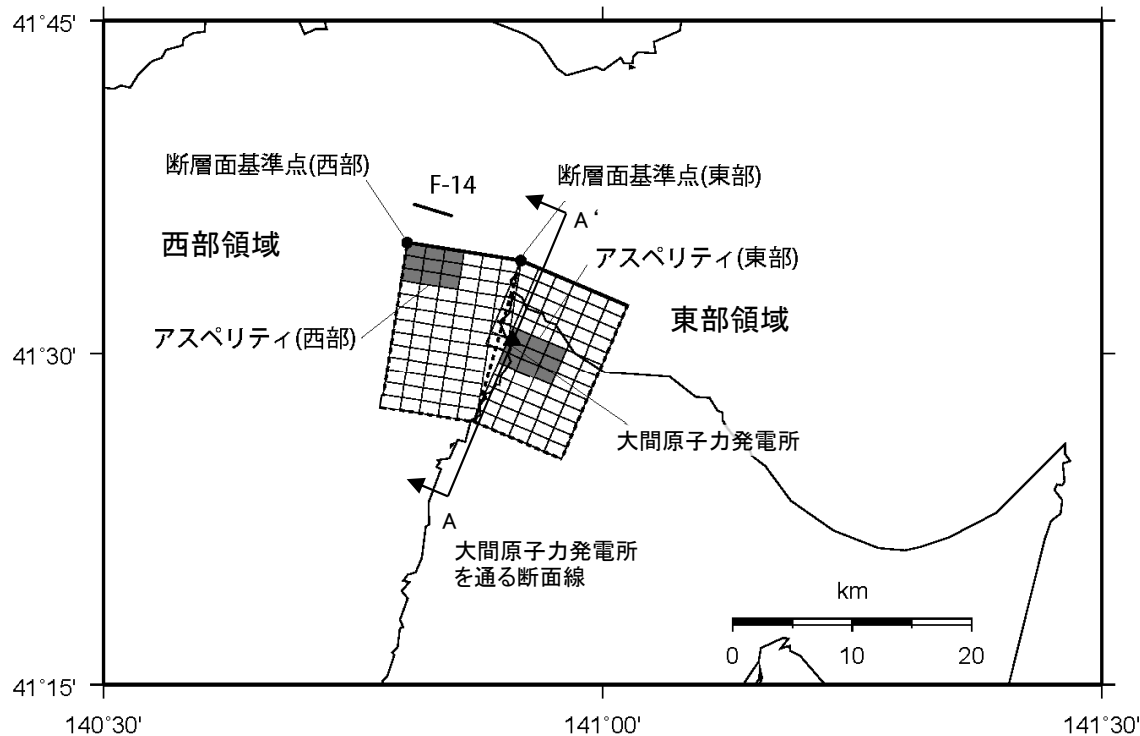 41°45'
断層面基準点(西部)
F-14
断層面基準点(東部)
A‘
西部領域
アスペリティ(東部)
東部領域
アスペリティ(西部)
41°30'
大間原子力発電所
A
大間原子力発電所
を通る断面線
km
0 10 20
41°15'
140°30' 141°00' 141°30'